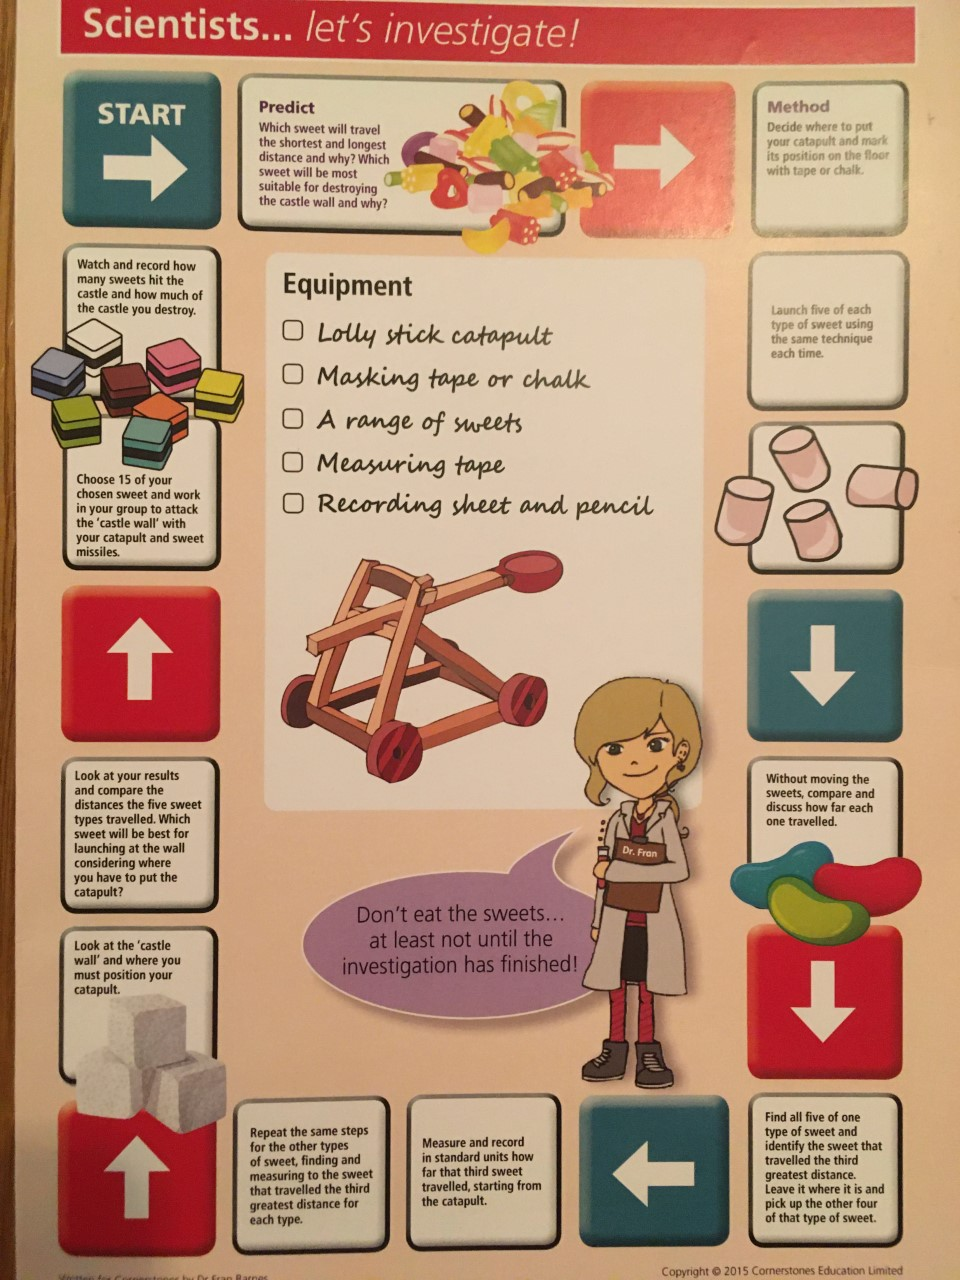 Scientists... let's investigate!
START
Predict
Which sweet will travel
the shortest and longest
distance and why? Which
sweet will be most
suitable for destroying
the castle wall and why?
Method
Decide where to put
your catapult and mark
its position on the floor
with tape or chalk.
Launch five of each
type of sweet using
the same technique
each time.
Without moving the
sweets, compare and
discuss how far each
one travelled.
Find all five of one
type of sweet and
identify the sweet that
travelled the third
greatest distance.
Leave it where it is and
pick up the other four
of that type of sweet.
Measure and record
in standard units how
far that third sweet
travelled, starting from
the catapult.
Repeat the same steps
for the other types
of sweet, finding and
measuring to the sweet
that travelled the third
greatest distance for
each type.
Look at the 'castle
wall' and where you
must position your
catapult.
Look at your results
and compare the
distances the five sweet
types travelled. Which
sweet will be best for
launching at the wall
considering where
you have to put the
catapult?
Choose 15 of your
chosen sweet and work
in your group to attack
the 'castle wall' with
your catapult and sweet
missiles.
Watch and record how
many sweets hit the
castle and how much of
the castle you destroy.
Equipment
Lolly stick catapult
Masking tape or chalk
A range of sweets
Measuring tape
Recording sheet and pencil
Dr. Fran
Don't eat the sweets...
at least not until the
investigation has finished!
Written for Cornerstones by Dr Fran Barnes
Copyright © 2015 Cornerstones Education Limited